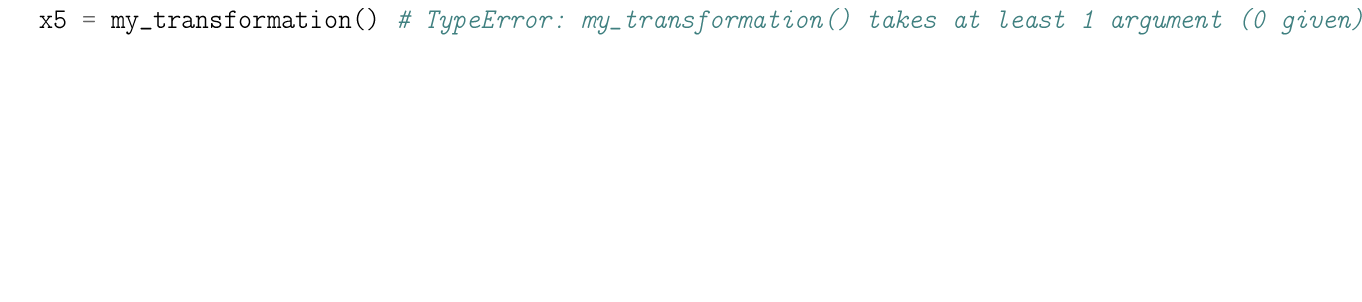 x5 = my_transformation() # TypeError: my_transformation() takes at least 1 argument (0 given)